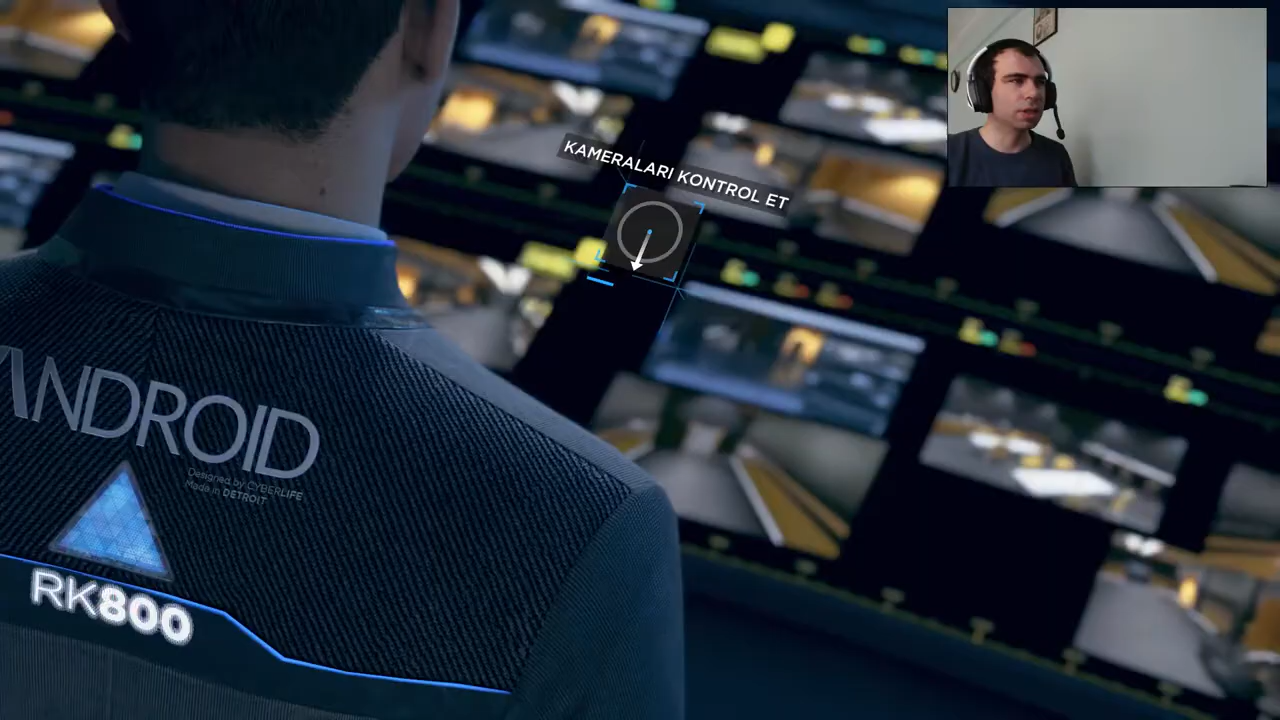 KAMERALARI KONTROL ET
ANDROID
Designed by CYBERLIFE
Made in DETROIT
RK800